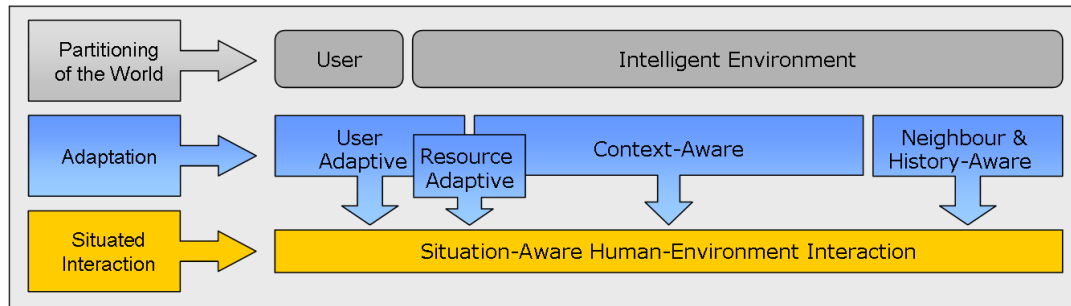 Partitioning
of the World
User
Intelligent Environment
Adaptation
User
Adaptive
Resource
Adaptive
Context-Aware
Neighbour &
History-Aware
Situated
Interaction
Situation-Aware Human-Environment Interaction